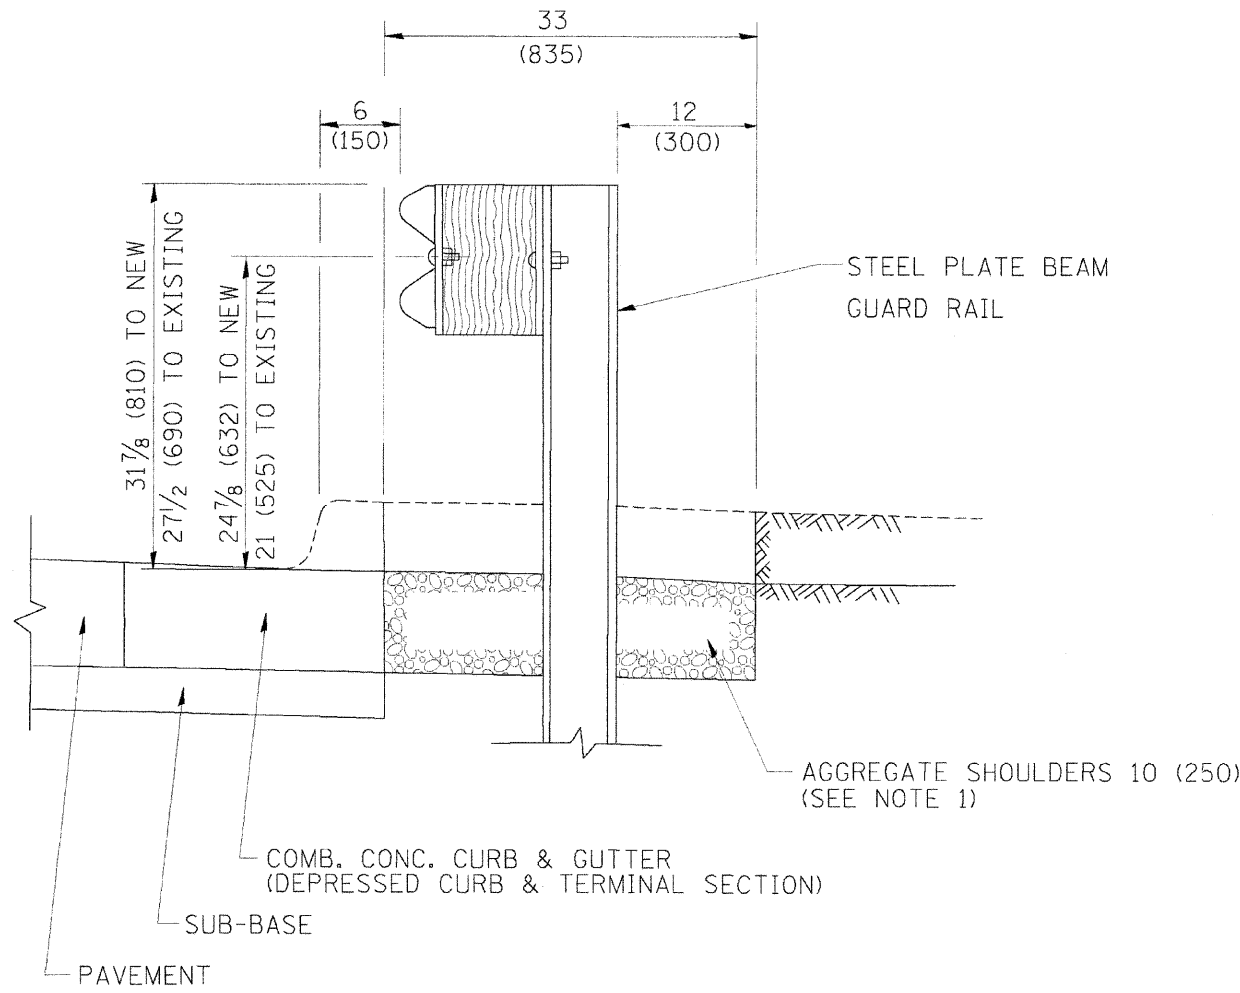 33
(835)
6
(150)
12
(300)
31⅞ (810) TO NEW
27½ (690) TO EXISTING
24⅞ (632) TO NEW
21 (525) TO EXISTING
STEEL PLATE BEAM
GUARD RAIL
AGGREGATE SHOULDERS 10 (250)
(SEE NOTE 1)
COMB. CONC. CURB & GUTTER
(DEPRESSED CURB & TERMINAL SECTION)
SUB-BASE
PAVEMENT